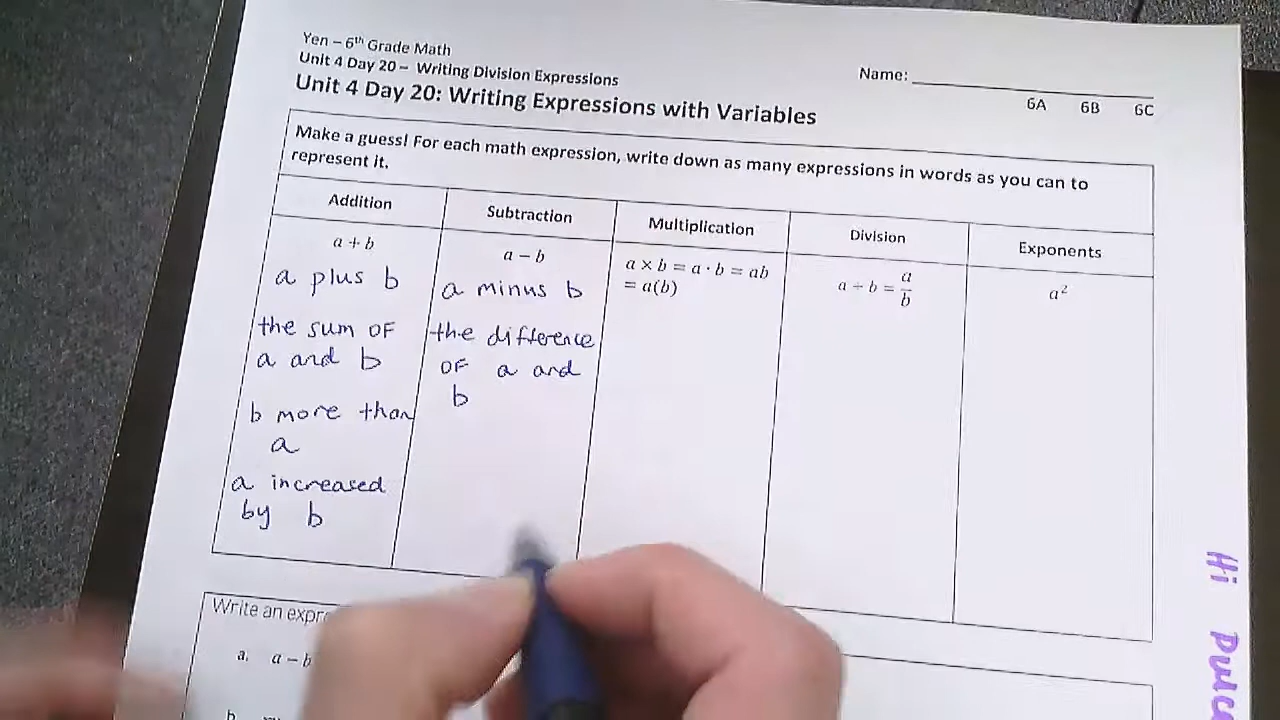 Yen – 6th Grade Math
Unit 4 Day 20 – Writing Division Expressions
Name:
Unit 4 Day 20: Writing Expressions with Variables
6A 6B 6C
Make a guess! For each math expression, write down as many expressions in words as you can to
represent it.
Addition
a + b
a plus b
the sum of
a and b
b more than
a
a increased
by b
Subtraction
a − b
a minus b
the difference
of a and
b
Multiplication
a × b = a · b = ab
= a(b)
Division
a ÷ b = a/b
Exponents
a²
Write an
a. a − b
b.
Hi